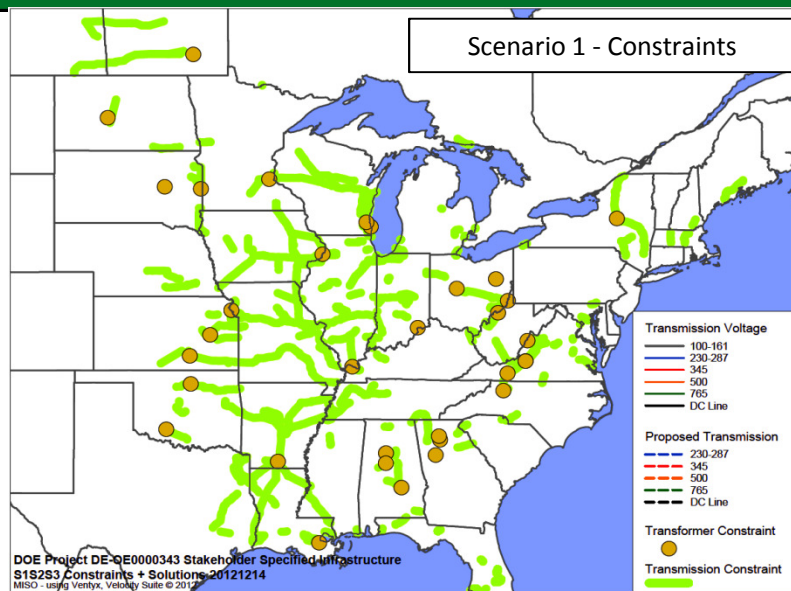 Scenario 1 - Constraints
Transmission Voltage
100-161
230-287
345
500
765
DC Line
Proposed Transmission
230-287
345
500
765
DC Line
Transformer Constraint
Transmission Constraint
DOE Project DE-OE0000343 Stakeholder Specified Infrastructure
S1S2S3 Constraints + Solutions 20121214
MISO - using Ventyx, Velocity Suite © 2012